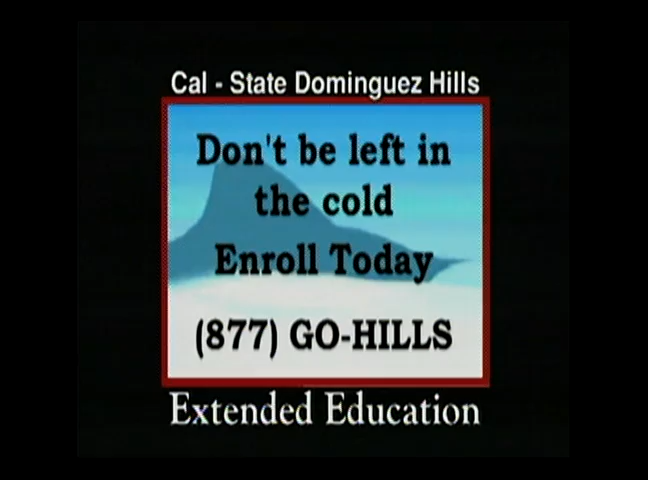 Cal - State Dominguez Hills
Don't be left in
the cold
Enroll Today
(877) GO-HILLS
Extended Education